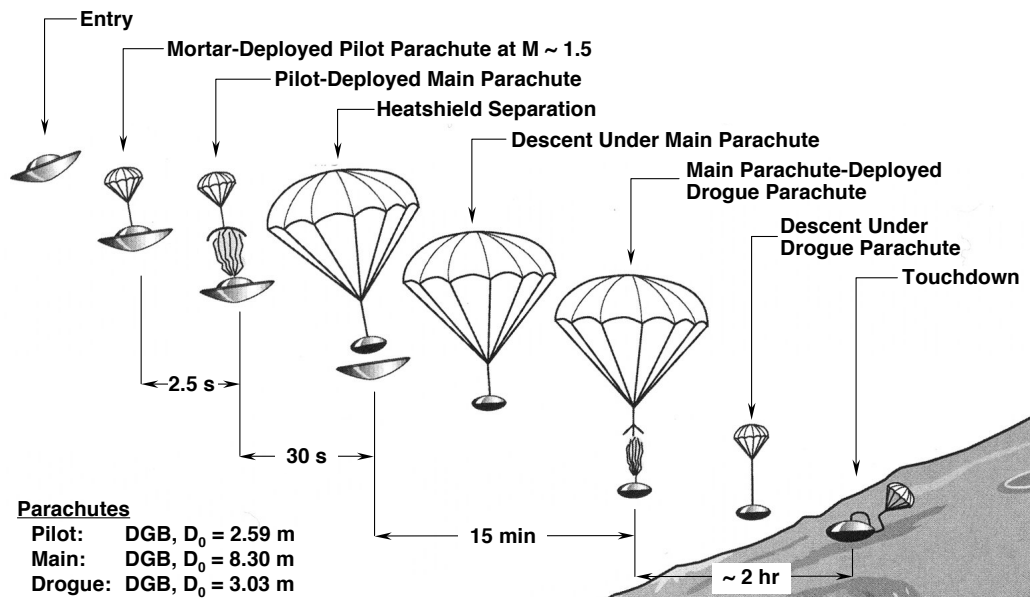 Entry
Mortar-Deployed Pilot Parachute at M ~ 1.5
Pilot-Deployed Main Parachute
Heatshield Separation
Descent Under Main Parachute
Main Parachute-Deployed
Drogue Parachute
Descent Under
Drogue Parachute
Touchdown
2.5 s
30 s
15 min
~ 2 hr
Parachutes
Pilot: DGB, D₀ = 2.59 m
Main: DGB, D₀ = 8.30 m
Drogue: DGB, D₀ = 3.03 m